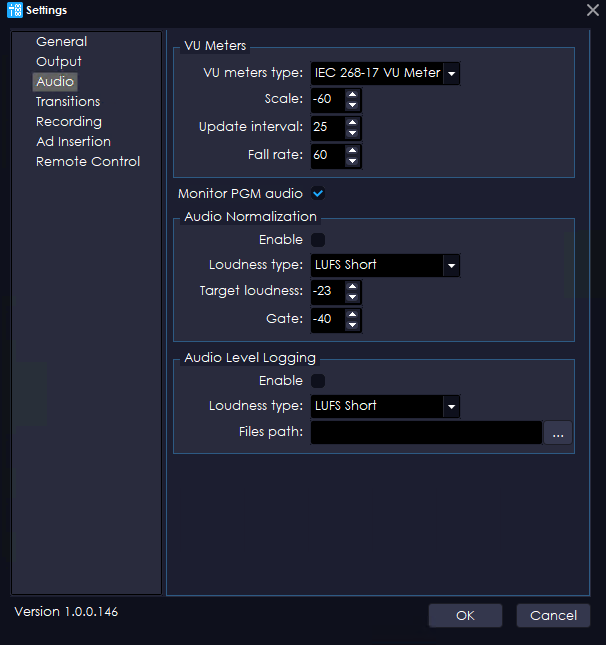 Settings
General
Output
Audio
Transitions
Recording
Ad Insertion
Remote Control
VU Meters
VU meters type: IEC 268-17 VU Meter
Scale: -60
Update interval: 25
Fall rate: 60
Monitor PGM audio
Audio Normalization
Enable
Loudness type: LUFS Short
Target loudness: -23
Gate: -40
Audio Level Logging
Enable
Loudness type: LUFS Short
Files path:
...
Version 1.0.0.146
OK
Cancel